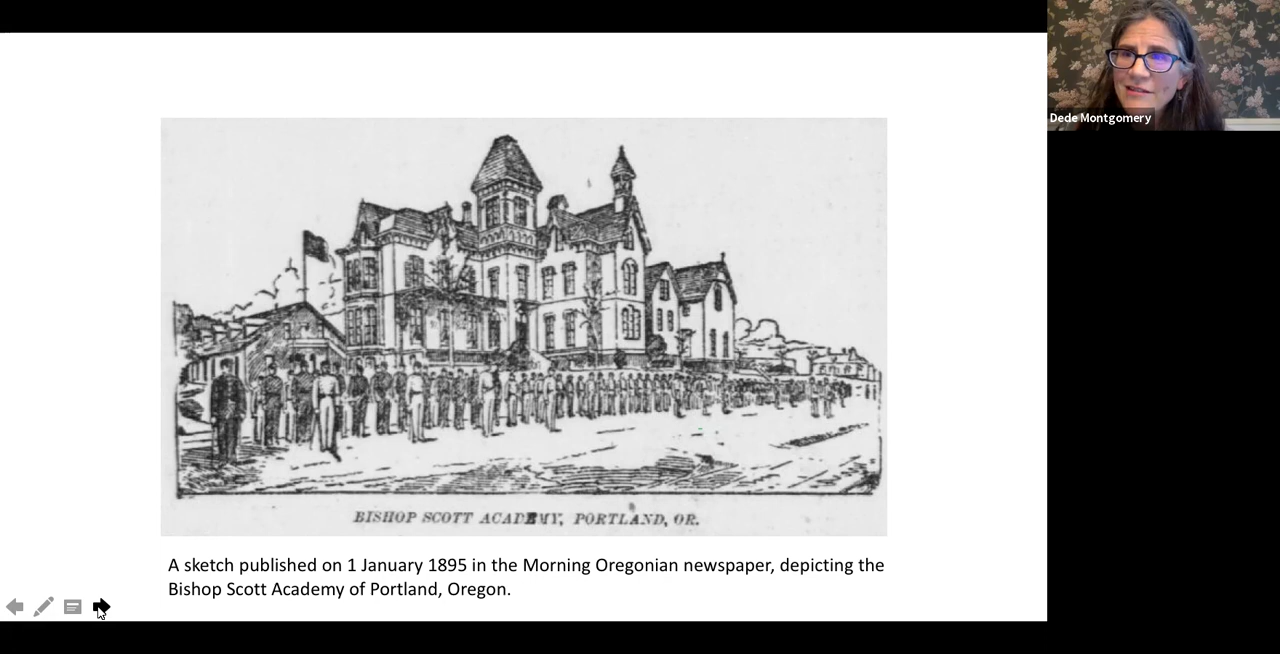 Dede Montgomery
BISHOP SCOTT ACADEMY, PORTLAND, OR.
A sketch published on 1 January 1895 in the Morning Oregonian newspaper, depicting the
Bishop Scott Academy of Portland, Oregon.